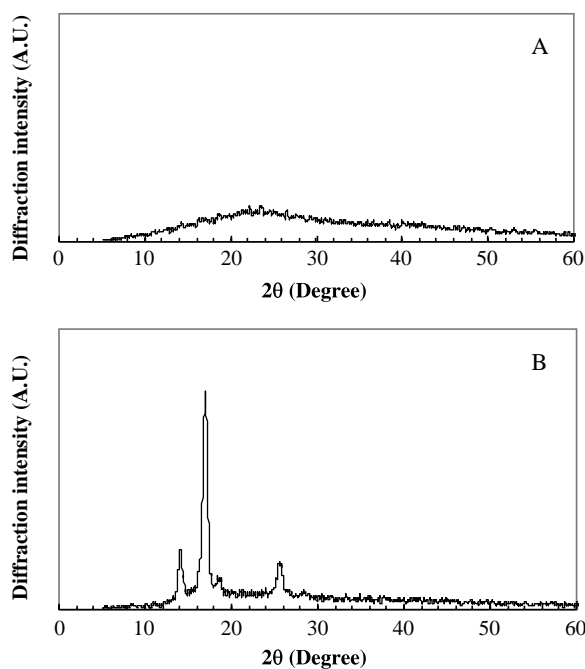 A
Diffraction intensity (A.U.)
0 10 20 30 40 50 60
2θ (Degree)
B
Diffraction intensity (A.U.)
0 10 20 30 40 50 60
2θ (Degree)